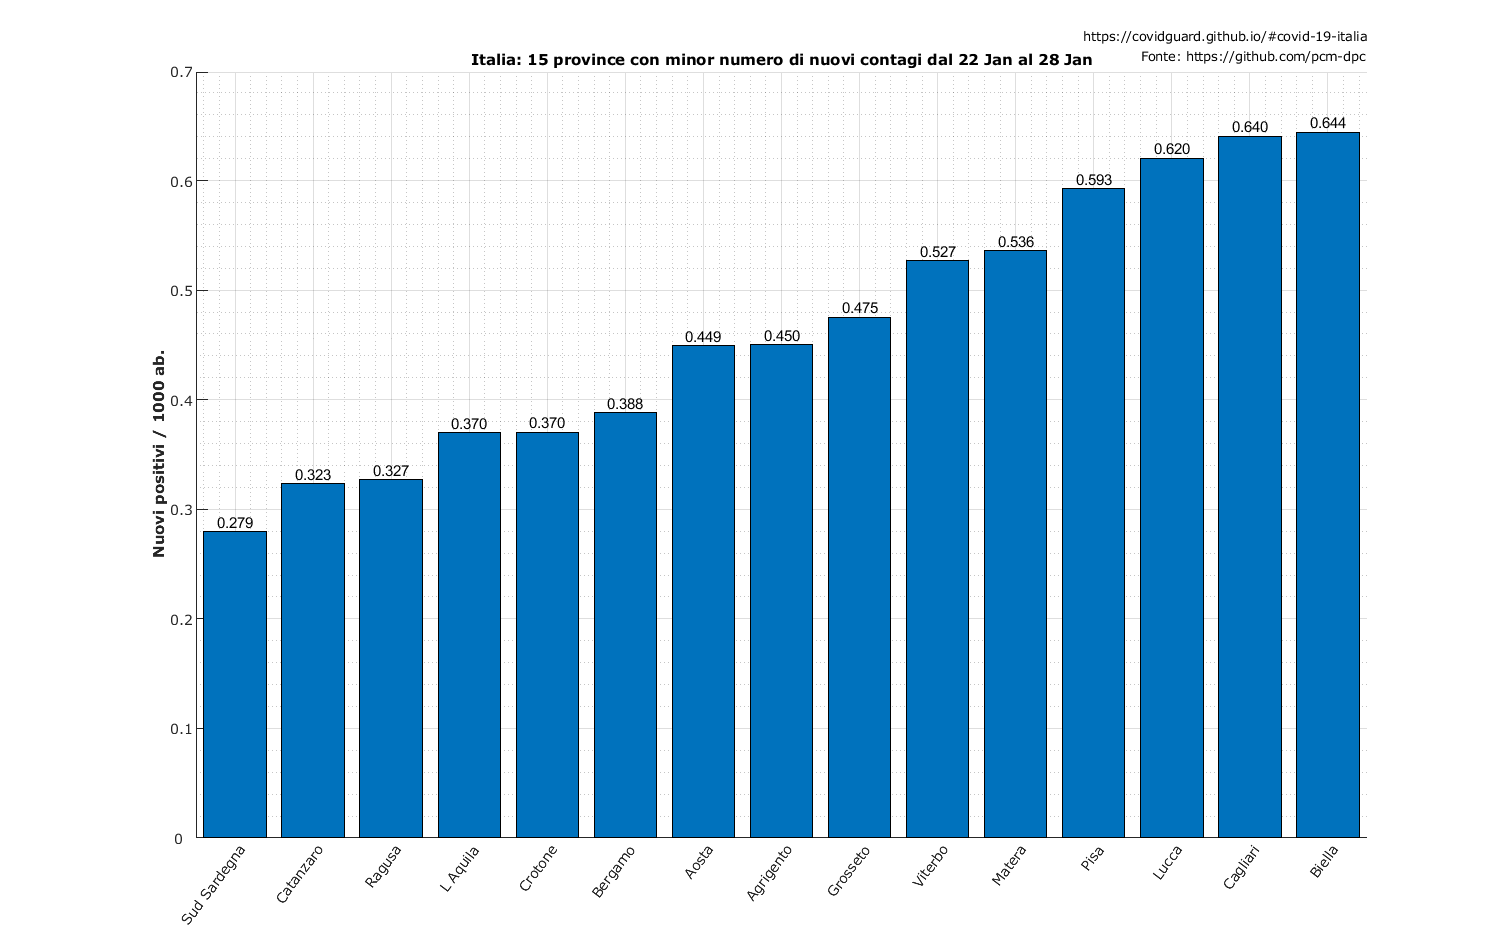 https://covidguard.github.io/#covid-19-italia
Italia: 15 province con minor numero di nuovi contagi dal 22 Jan al 28 Jan
Fonte: https://github.com/pcm-dpc
Nuovi positivi / 1000 ab.
0.7
0.6
0.5
0.4
0.3
0.2
0.1
0
0.279
0.323
0.327
0.370
0.370
0.388
0.449
0.450
0.475
0.527
0.536
0.593
0.620
0.640
0.644
Sud Sardegna
Catanzaro
Ragusa
L Aquila
Crotone
Bergamo
Aosta
Agrigento
Grosseto
Viterbo
Matera
Pisa
Lucca
Cagliari
Biella